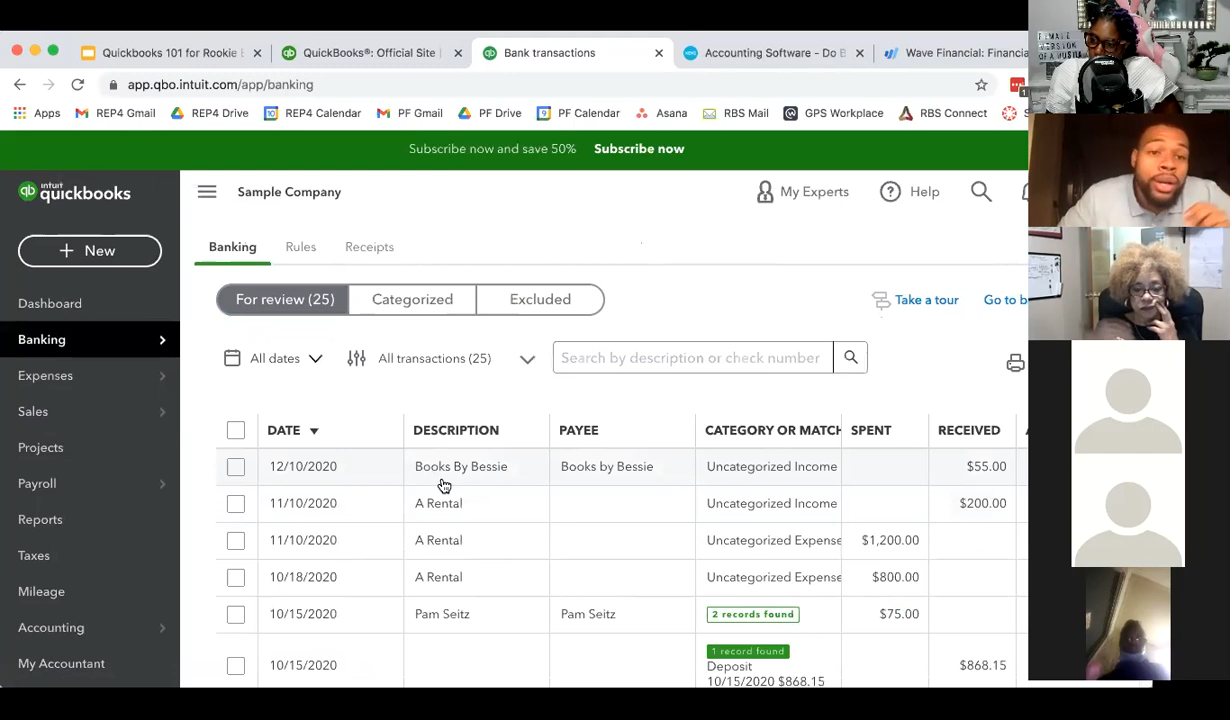 Quickbooks 101 for Rookie
QuickBooks®: Official Site
Bank transactions
Accounting Software - Do B
Wave Financial: Financia
app.qbo.intuit.com/app/banking
Apps
REP4 Gmail
REP4 Drive
REP4 Calendar
PF Gmail
PF Drive
PF Calendar
Asana
RBS Mail
GPS Workplace
RBS Connect
S
Subscribe now and save 50% Subscribe now
qb intuit quickbooks
Sample Company
My Experts
Help
+ New
Banking
Rules
Receipts
Dashboard
Banking
Expenses
Sales
Projects
Payroll
Reports
Taxes
Mileage
Accounting
My Accountant
For review (25)
Categorized
Excluded
Take a tour
Go to b
All dates
All transactions (25)
Search by description or check number
DATE DESCRIPTION PAYEE CATEGORY OR MATCH SPENT RECEIVED
12/10/2020 Books By Bessie Books by Bessie Uncategorized Income $55.00
11/10/2020 A Rental Uncategorized Income $200.00
11/10/2020 A Rental Uncategorized Expense $1,200.00
10/18/2020 A Rental Uncategorized Expense $800.00
10/15/2020 Pam Seitz Pam Seitz 2 records found $75.00
1 record found
10/15/2020 Deposit $868.15
10/15/2020 $868.15